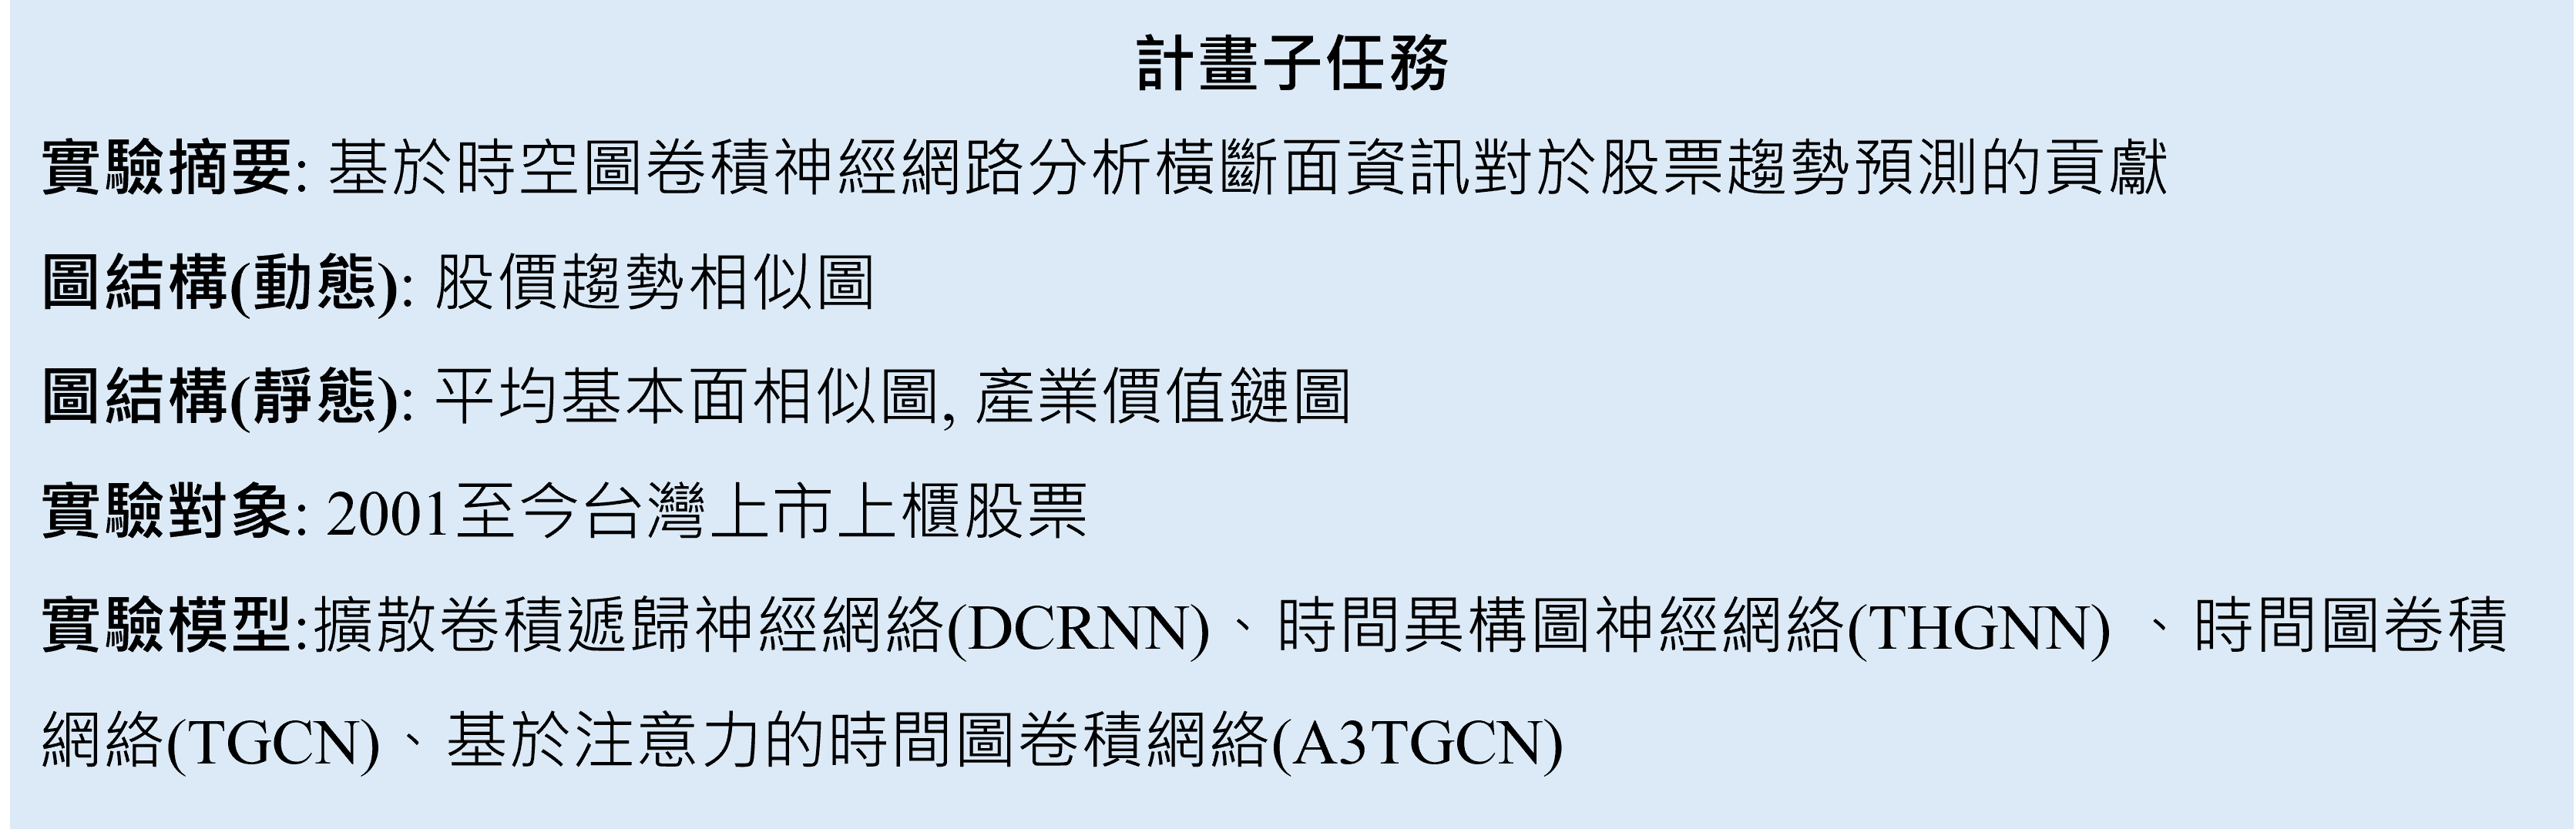 計畫子任務
實驗摘要: 基於時空圖卷積神經網路分析橫斷面資訊對於股票趨勢預測的貢獻
圖結構(動態): 股價趨勢相似圖
圖結構(靜態): 平均基本面相似圖, 產業價值鏈圖
實驗對象: 2001至今台灣上市上櫃股票
實驗模型:擴散卷積遞歸神經網絡(DCRNN)、時間異構圖神經網絡(THGNN) 、時間圖卷積
網絡(TGCN)、基於注意力的時間圖卷積網絡(A3TGCN)